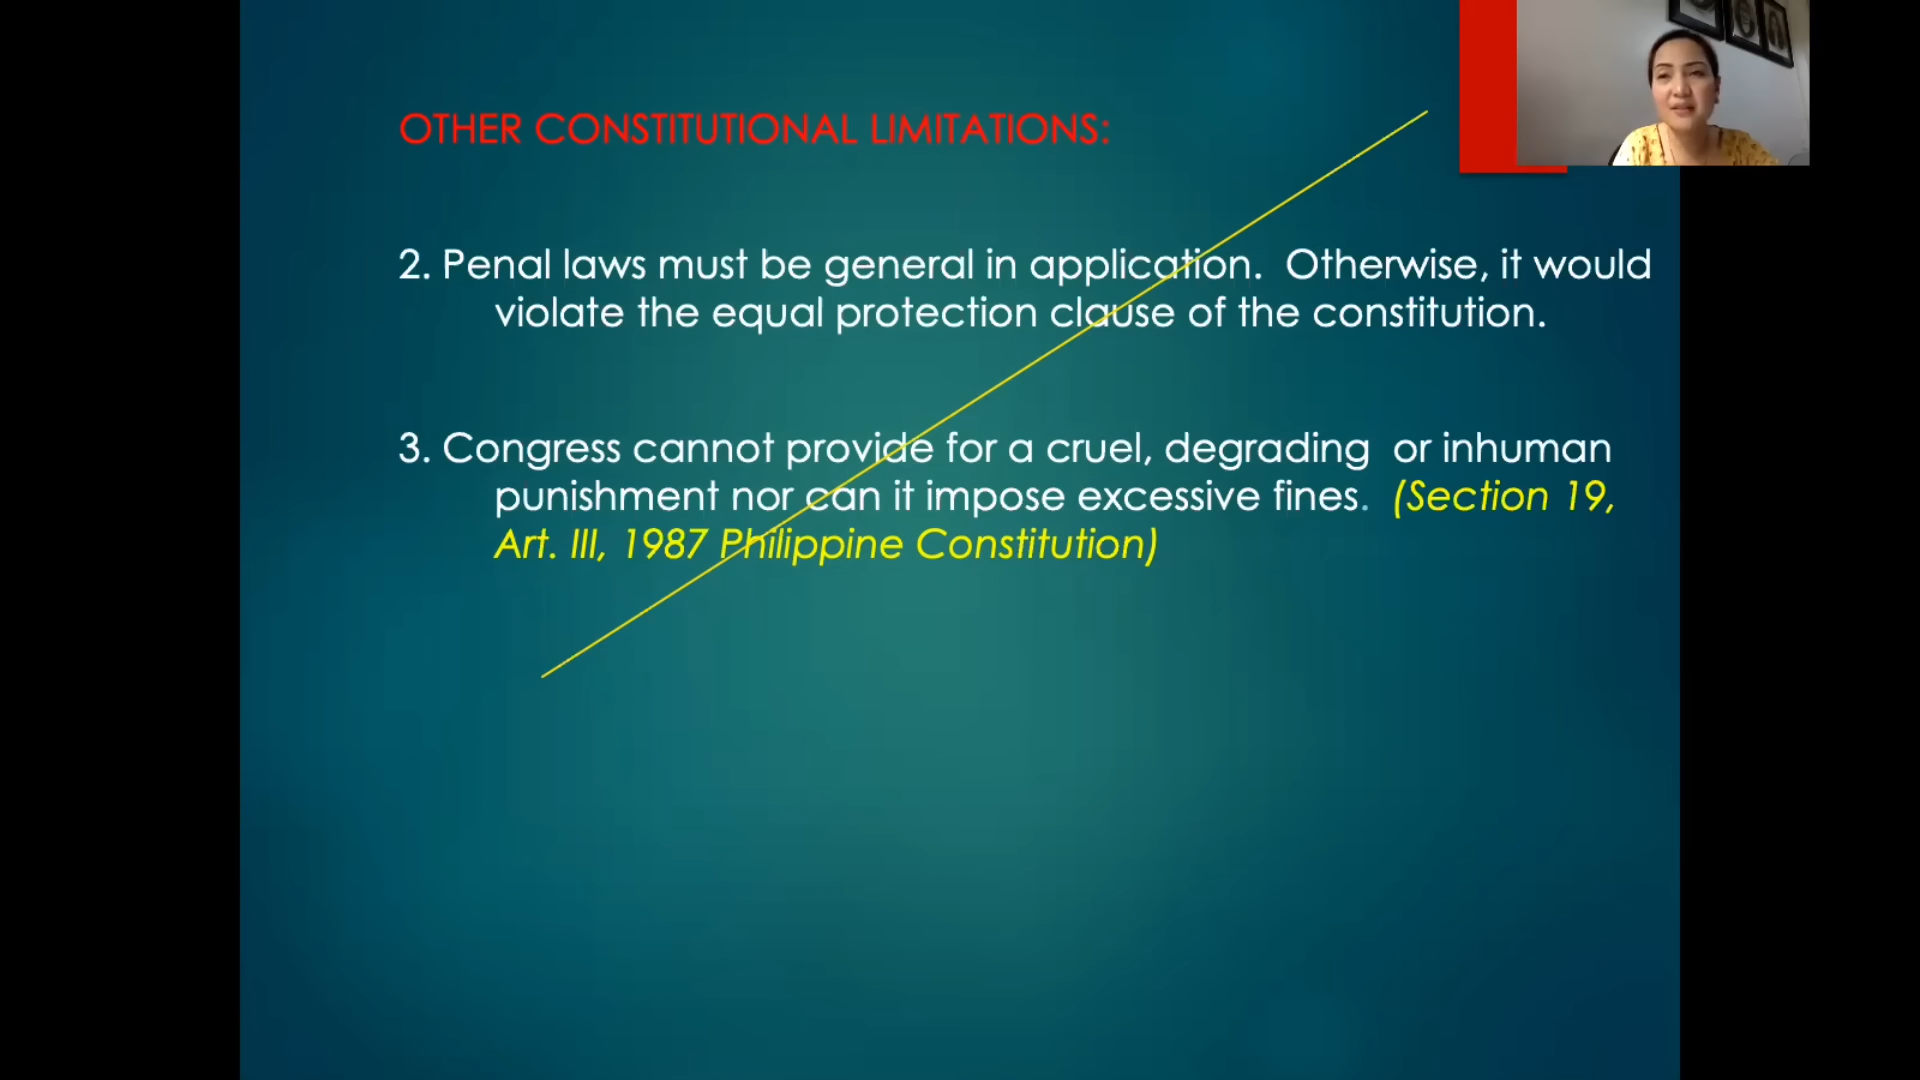 OTHER CONSTITUTIONAL LIMITATIONS:
2. Penal laws must be general in application. Otherwise, it would
violate the equal protection clause of the constitution.
3. Congress cannot provide for a cruel, degrading or inhuman
punishment nor can it impose excessive fines. (Section 19,
Art. III, 1987 Philippine Constitution)